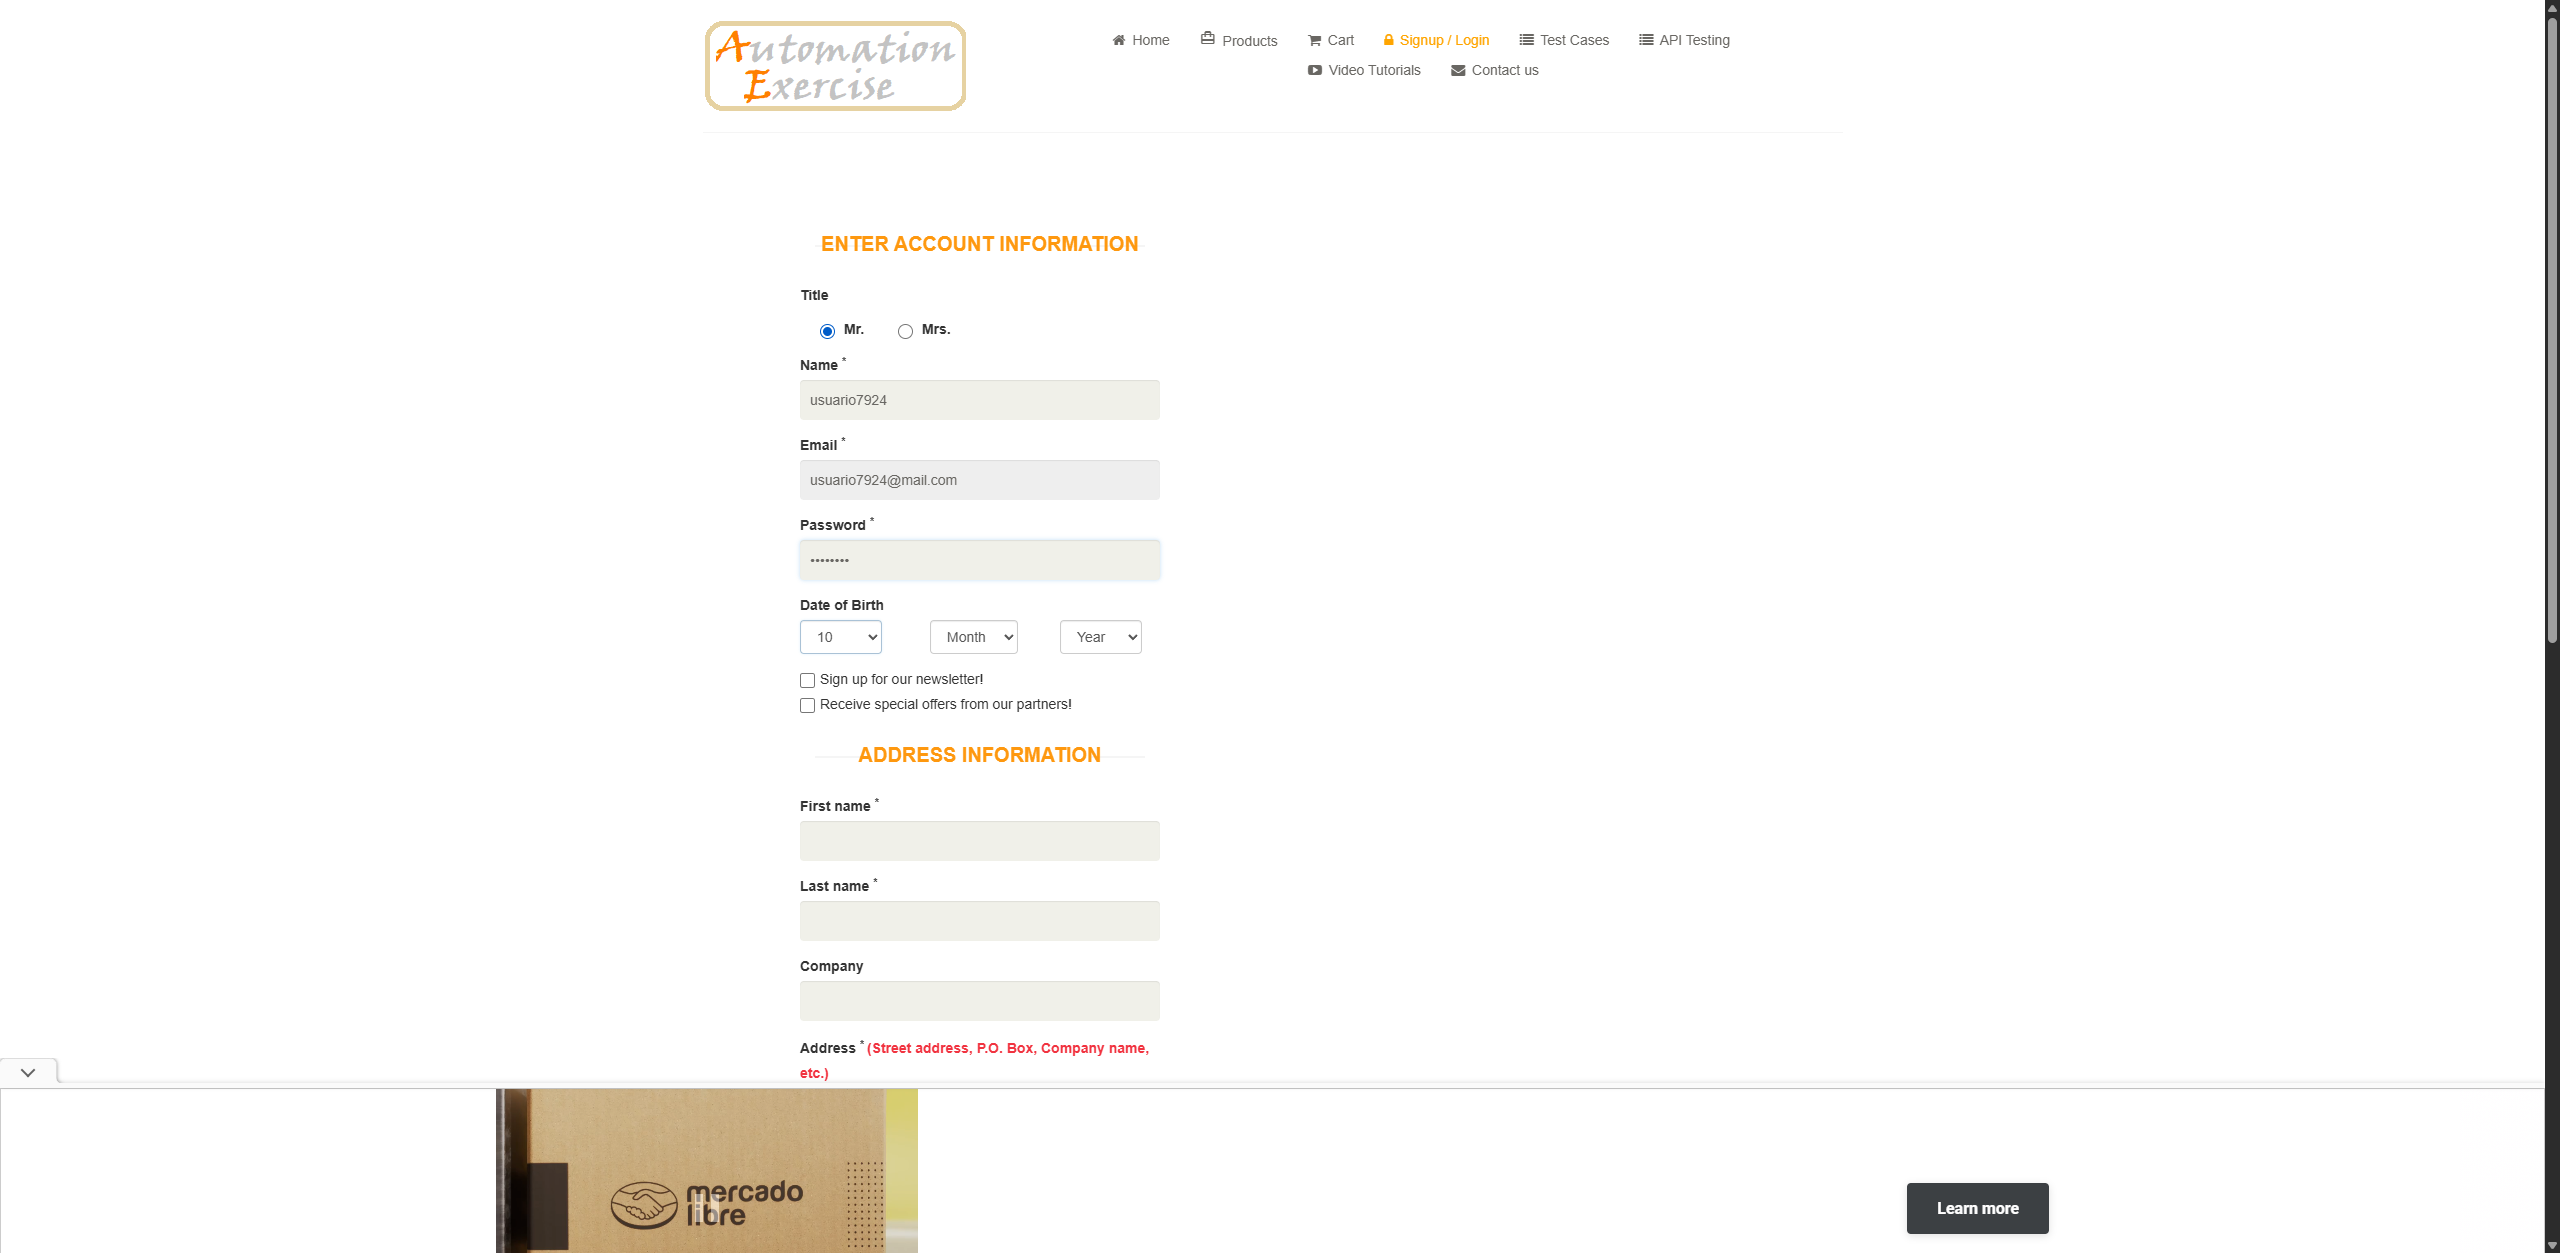 Automation
Exercise
Home
Products
Cart
Signup / Login
Test Cases
API Testing
Video Tutorials
Contact us
ENTER ACCOUNT INFORMATION
Title
Mr.
Mrs.
Name *
usuario7924
Email *
usuario7924@mail.com
Password *
••••••••
Date of Birth
10
Month
Year
Sign up for our newsletter!
Receive special offers from our partners!
ADDRESS INFORMATION
First name *
Last name *
Company
Address * (Street address, P.O. Box, Company name,
etc.)
mercado
libre
Learn more